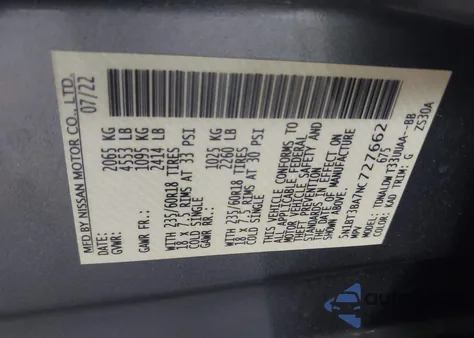 MFD BY NISSAN MOTOR CO., LTD.
DATE: 07/22
GVWR: 2065 KG
4553 LB
GAWR FR: 1095 KG
2414 LB
WITH 235/60R18 TIRES
18 x 7.5 RIMS AT 33 PSI
COLD SINGLE
GAWR RR: 1025 KG
2260 LB
WITH 235/60R18 TIRES
18 x 7.5 RIMS AT 30 PSI
COLD SINGLE
THIS VEHICLE CONFORMS TO
ALL APPLICABLE FEDERAL
MOTOR VEHICLE SAFETY AND
THEFT PREVENTION
STANDARDS IN EFFECT ON
THE DATE OF MANUFACTURE
SHOWN ABOVE.
5N1BT3BA7NC727662
MPV 675
MODEL:
COLOR: KAD TRIM: G
ZS30A